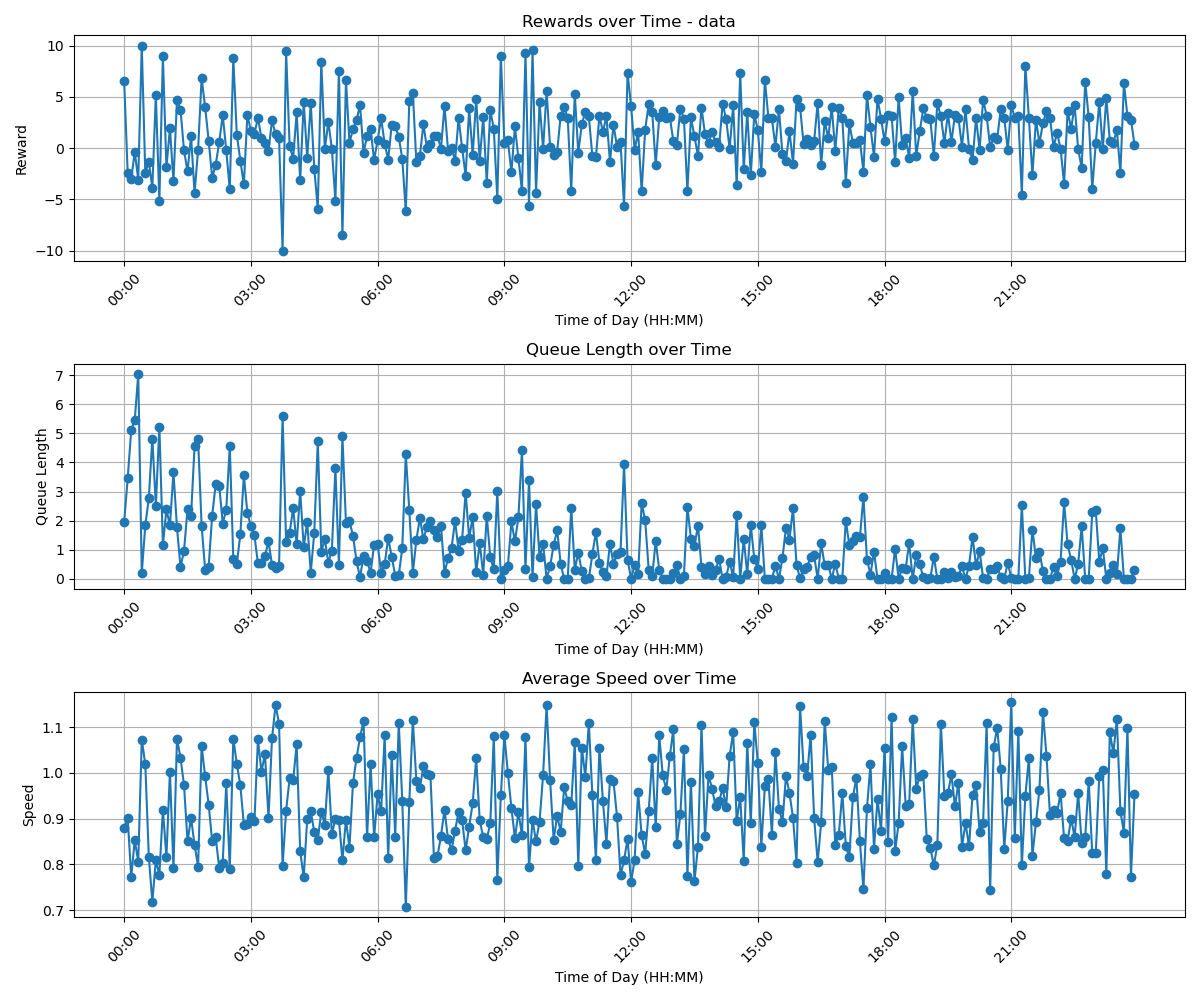 Rewards over Time - data
Reward
10
5
0
−5
−10
00:00 03:00 06:00 09:00 12:00 15:00 18:00 21:00
Time of Day (HH:MM)
Queue Length over Time
Queue Length
7
6
5
4
3
2
1
0
00:00 03:00 06:00 09:00 12:00 15:00 18:00 21:00
Time of Day (HH:MM)
Average Speed over Time
Speed
1.1
1.0
0.9
0.8
0.7
00:00 03:00 06:00 09:00 12:00 15:00 18:00 21:00
Time of Day (HH:MM)